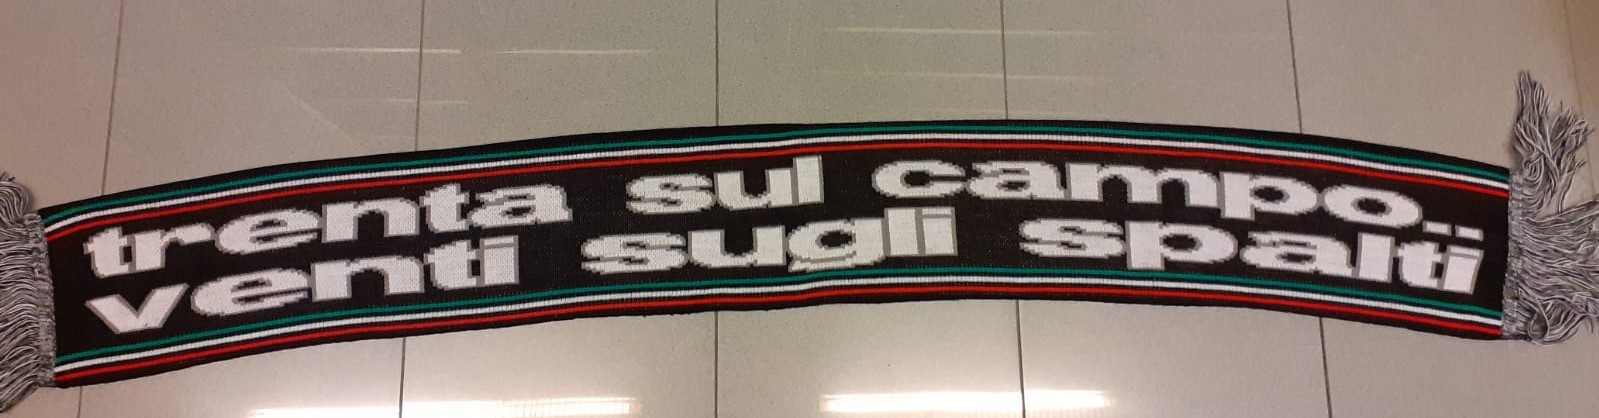 trenta sul campo..
venti sugli spalti